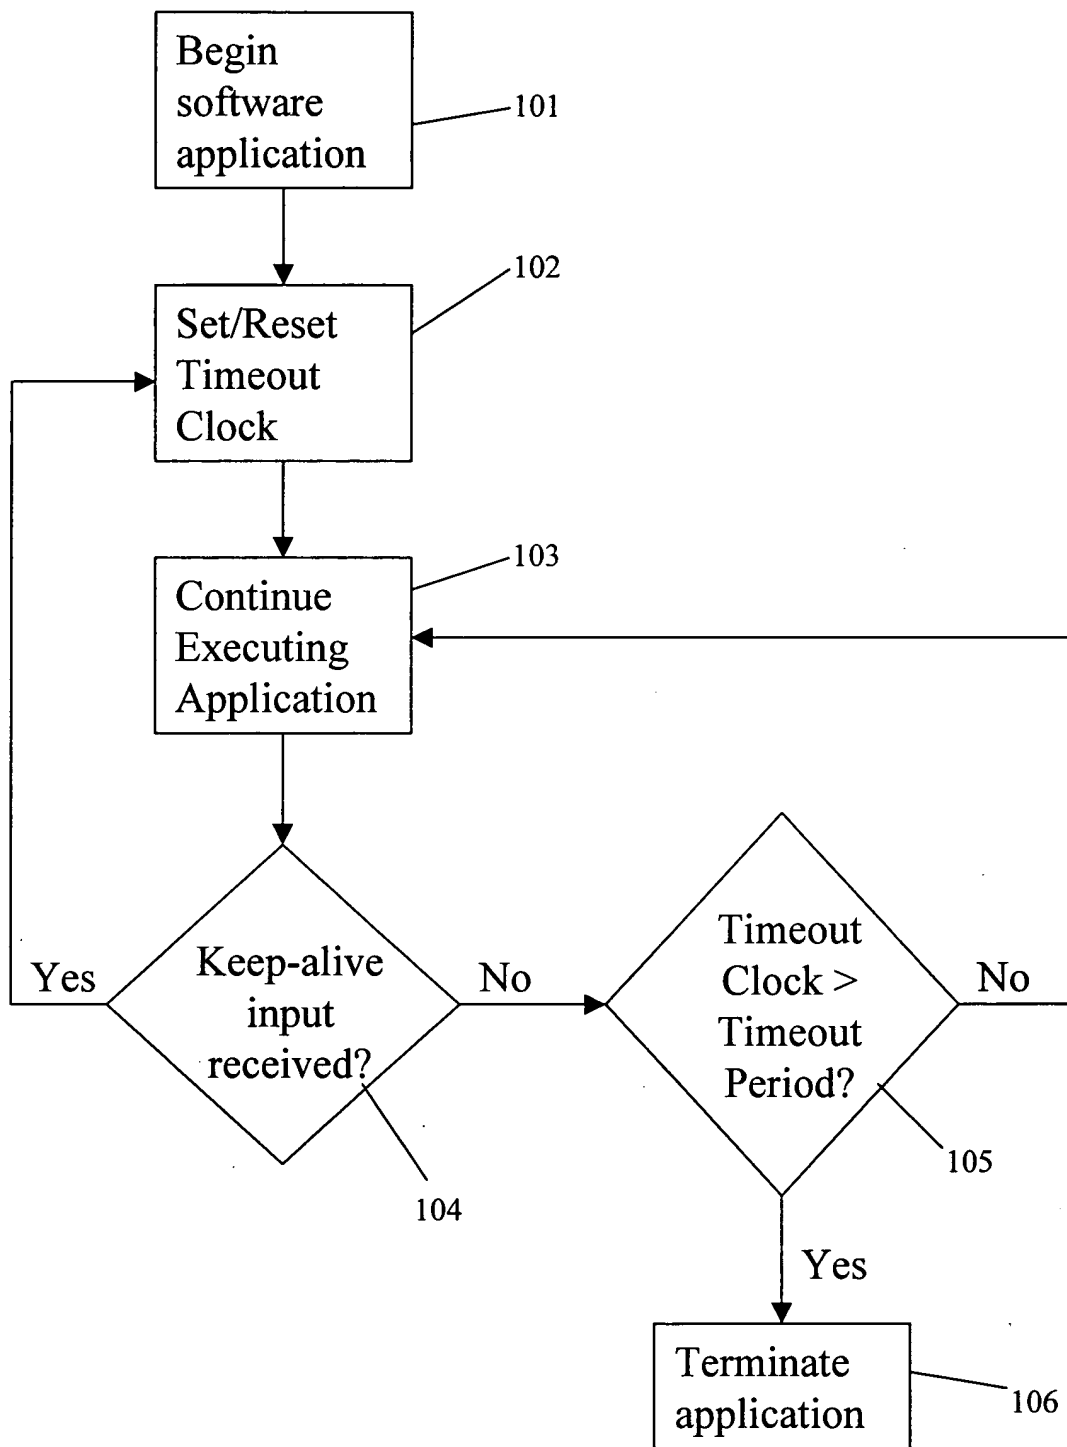 Begin
software
application
101
Set/Reset
Timeout
Clock
102
Continue
Executing
Application
103
Keep-alive
input
received?
Yes
No
104
Timeout
Clock >
Timeout
Period?
No
105
Yes
Terminate
application
106